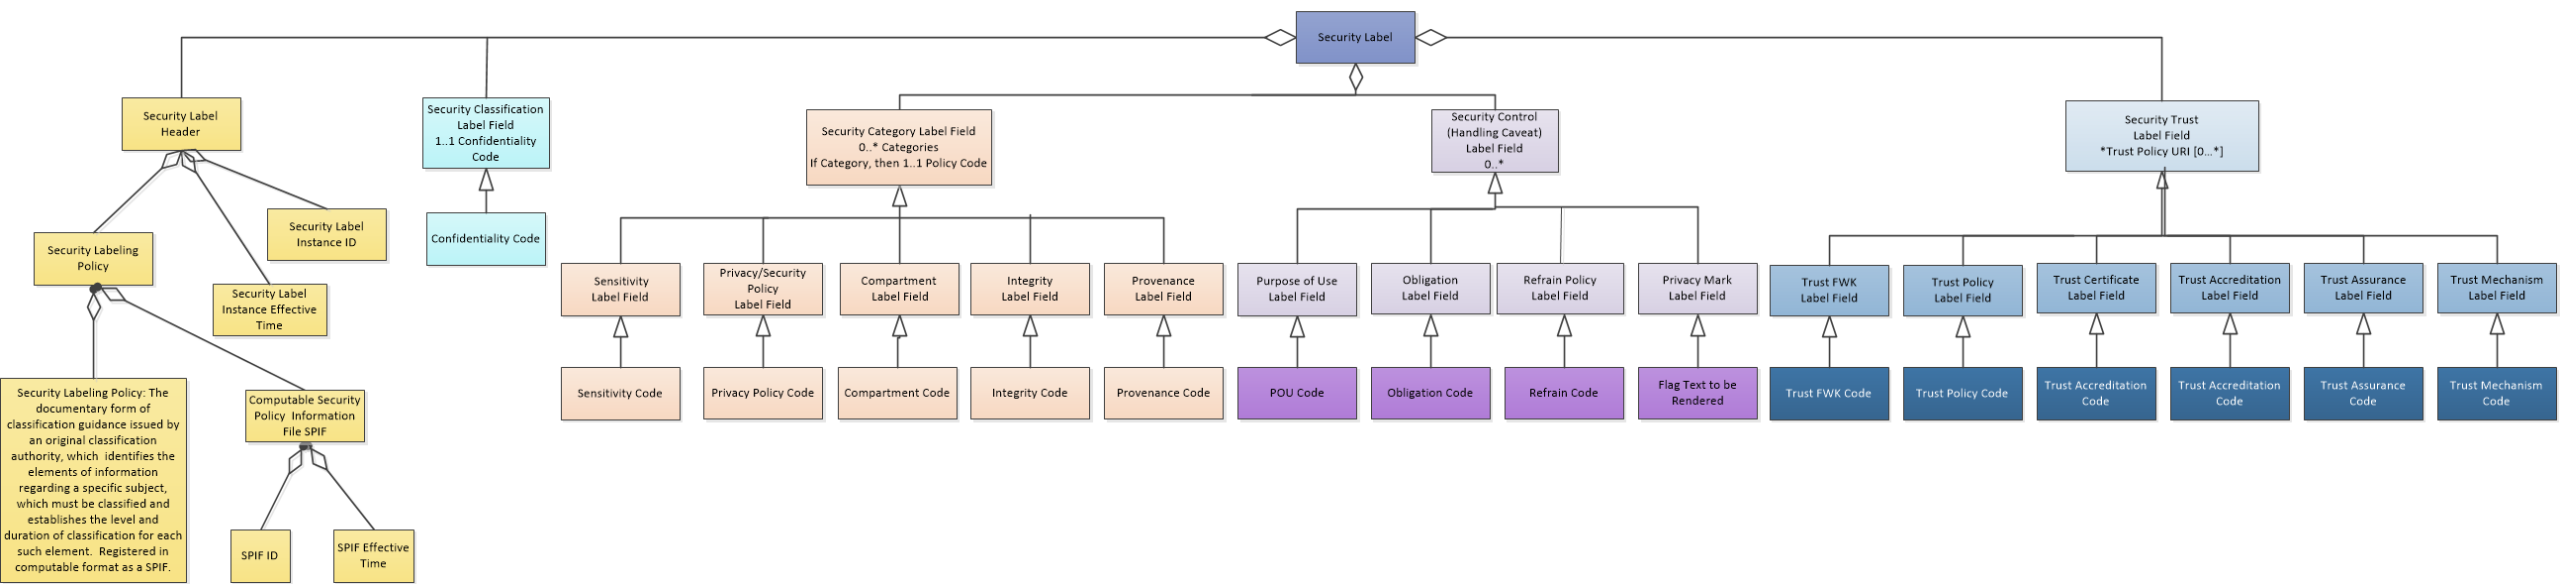 Security Label
Security Label
Header
Security Classification
Label Field
1..1 Confidentiality
Code
Security Category Label Field
0..* Categories
If Category, then 1..1 Policy Code
Security Control
(Handling Caveat)
Label Field
0..*
Security Trust
Label Field
*Trust Policy URI [0...*]
Security Label
Instance ID
Security Labeling
Policy
Security Label
Instance Effective
Time
Confidentiality Code
Sensitivity
Label Field
Privacy/Security
Policy
Label Field
Compartment
Label Field
Integrity
Label Field
Provenance
Label Field
Purpose of Use
Label Field
Obligation
Label Field
Refrain Policy
Label Field
Privacy Mark
Label Field
Trust FWK
Label Field
Trust Policy
Label Field
Trust Certificate
Label Field
Trust Accreditation
Label Field
Trust Assurance
Label Field
Trust Mechanism
Label Field
Security Labeling Policy: The
documentary form of
classification guidance issued by
an original classification
authority, which  identifies the
elements of information
regarding a specific subject,
which must be classified and
establishes the level and
duration of classification for each
such element.  Registered in
computable format as a SPIF.
Computable Security
Policy  Information
File SPIF
SPIF ID
SPIF Effective
Time
Sensitivity Code
Privacy Policy Code
Compartment Code
Integrity Code
Provenance Code
POU Code
Obligation Code
Refrain Code
Flag Text to be
Rendered
Trust FWK Code
Trust Policy Code
Trust Accreditation
Code
Trust Accreditation
Code
Trust Assurance
Code
Trust Mechanism
Code